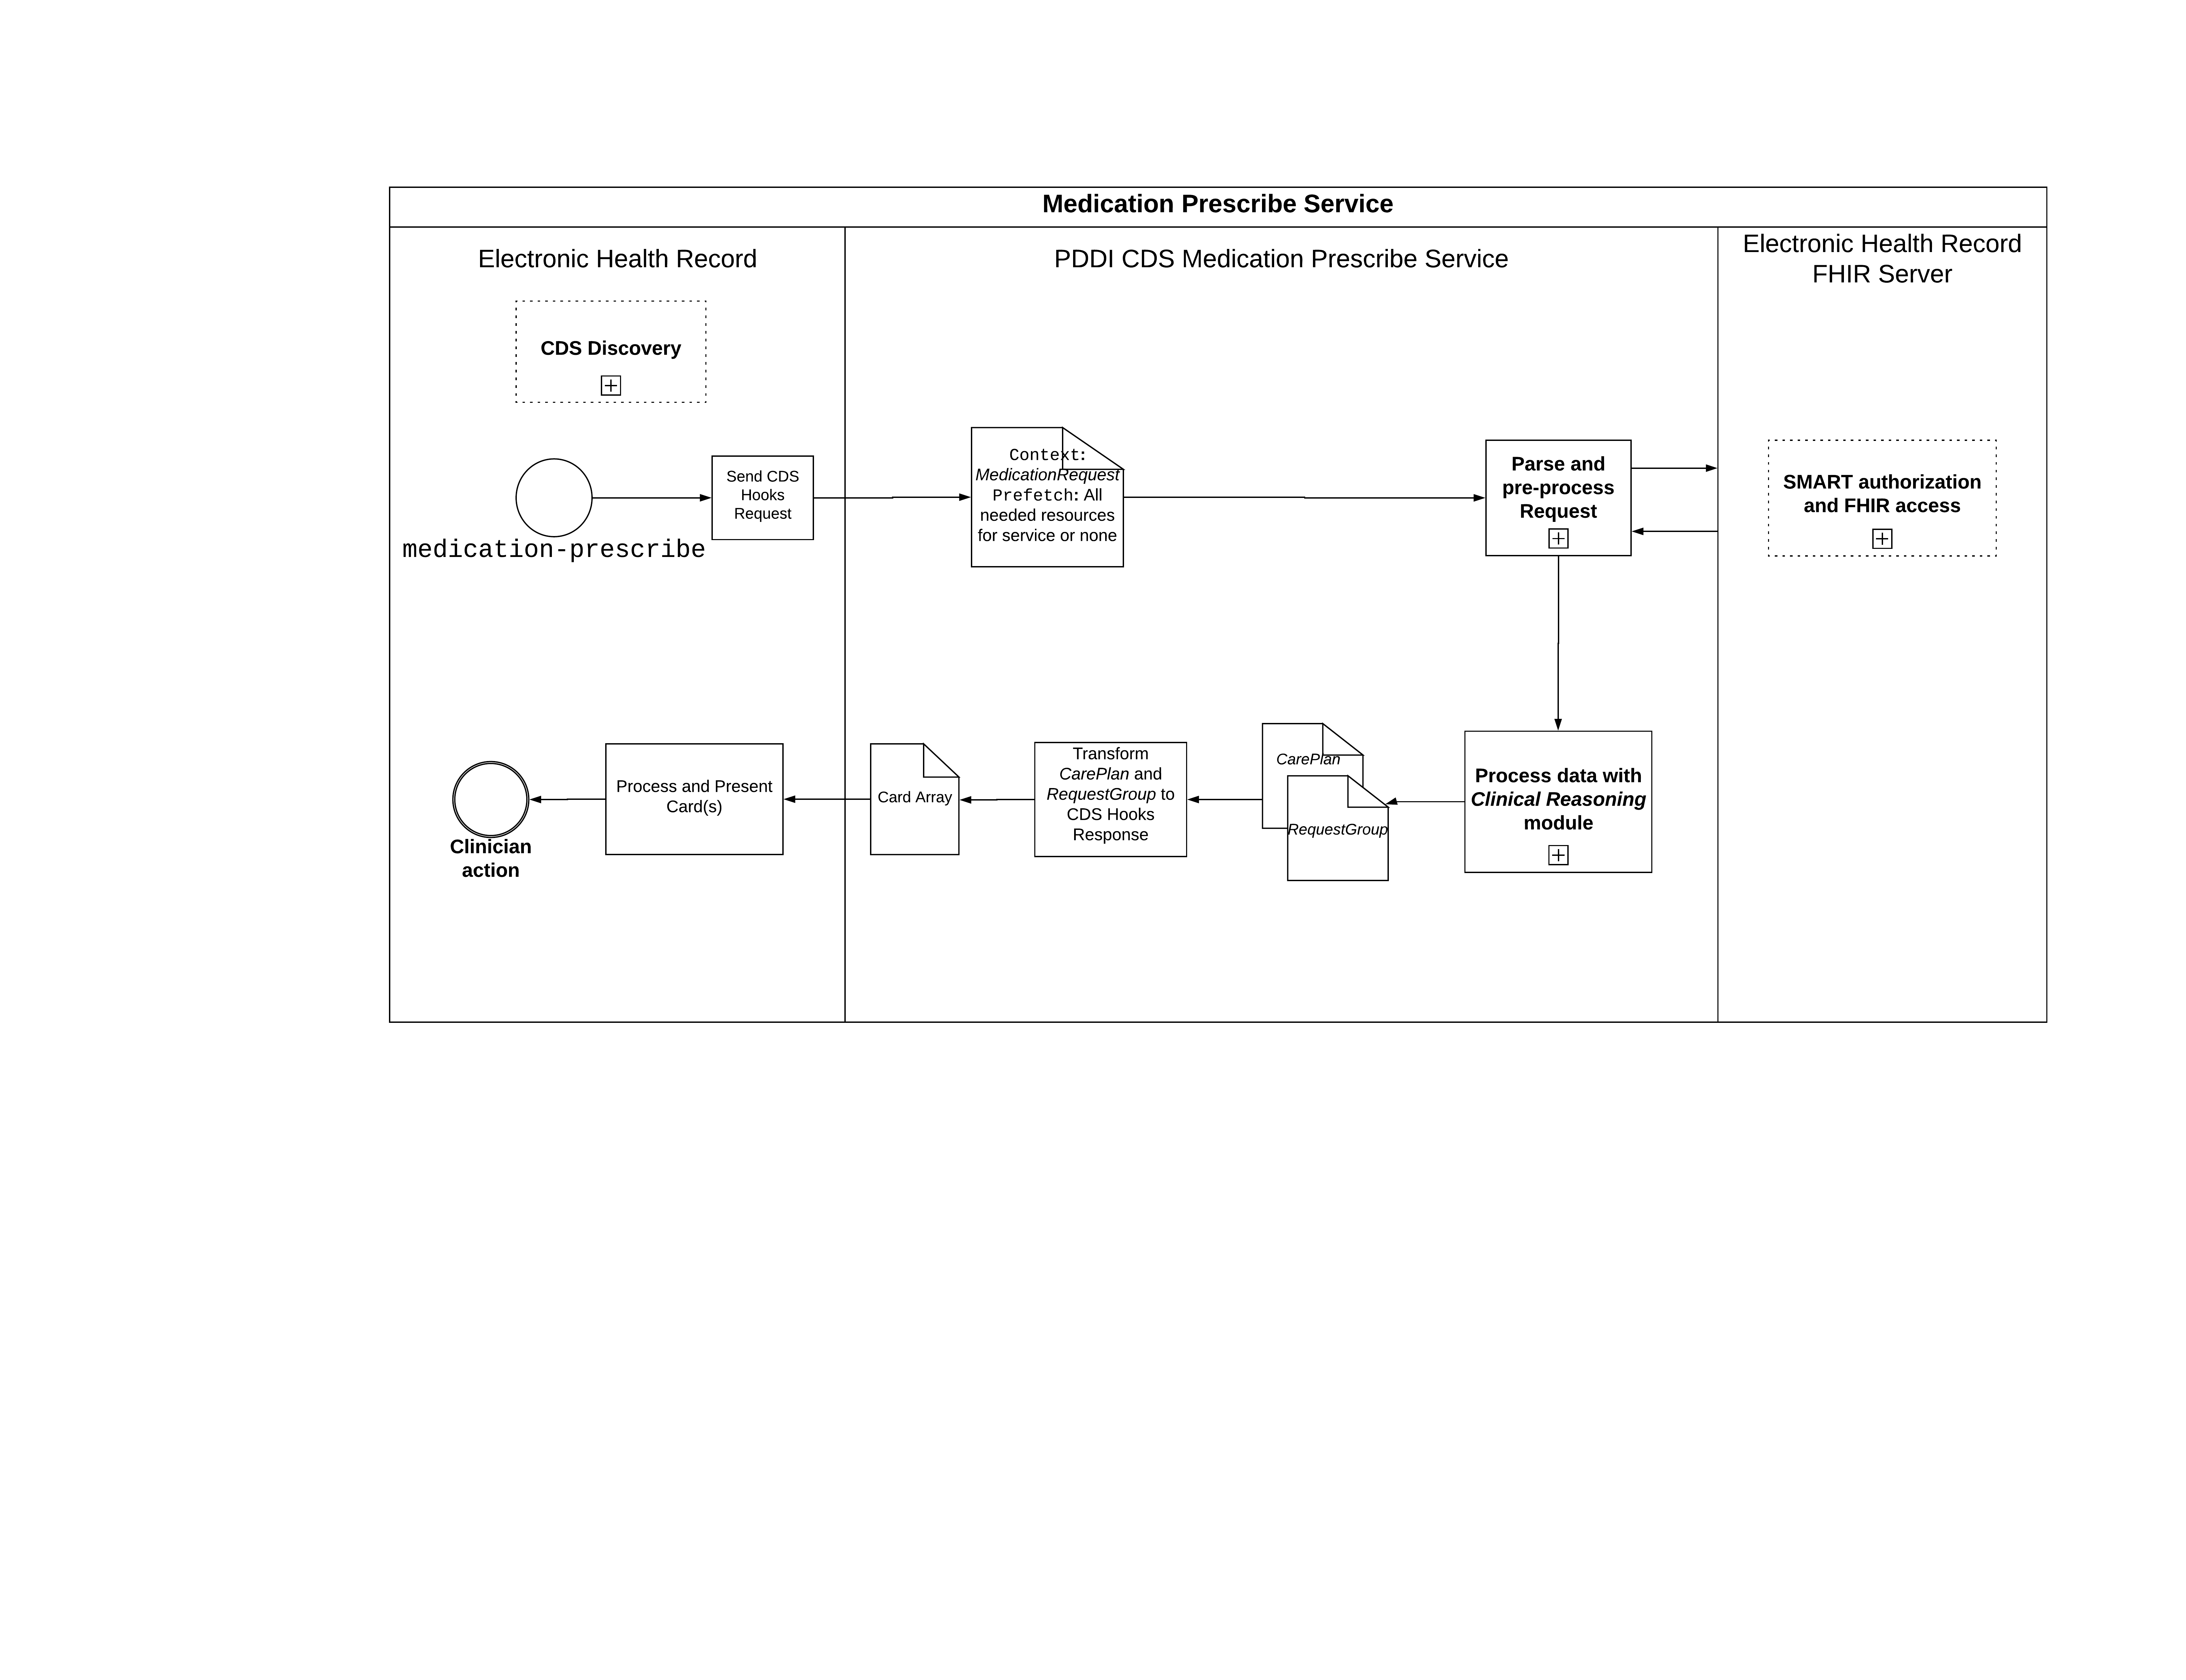 Medication Prescribe Service
Electronic Health Record
PDDI CDS Medication Prescribe Service
Electronic Health Record
FHIR Server
CDS Discovery
medication-prescribe
Send CDS
Hooks
Request
Context:
MedicationRequest
Prefetch: All
needed resources
for service or none
Parse and
pre-process
Request
SMART authorization
and FHIR access
Clinician
action
Process and Present
Card(s)
Card Array
Transform
CarePlan and
RequestGroup to
CDS Hooks
Response
CarePlan
RequestGroup
Process data with
Clinical Reasoning
module